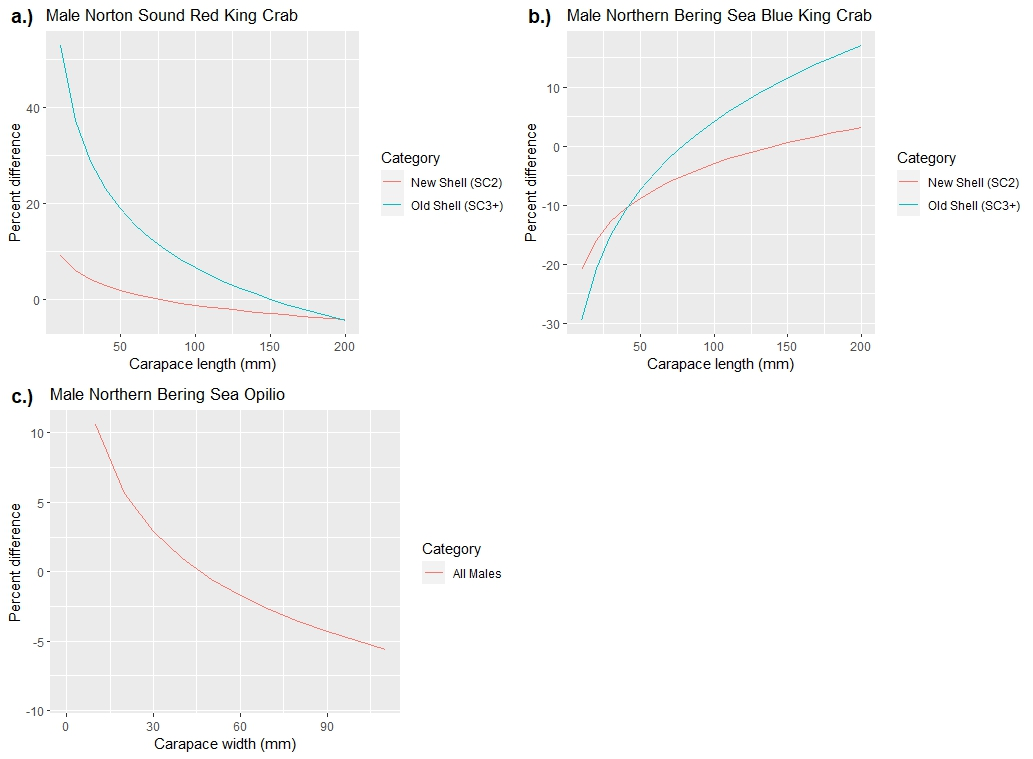 a.) Male Norton Sound Red King Crab
Percent difference
40
20
0
50 100 150 200
Carapace length (mm)
Category
New Shell (SC2)
Old Shell (SC3+)
b.) Male Northern Bering Sea Blue King Crab
Percent difference
10
0
-10
-20
-30
50 100 150 200
Carapace length (mm)
Category
New Shell (SC2)
Old Shell (SC3+)
c.) Male Northern Bering Sea Opilio
Percent difference
10
5
0
-5
-10
0 30 60 90
Carapace width (mm)
Category
All Males